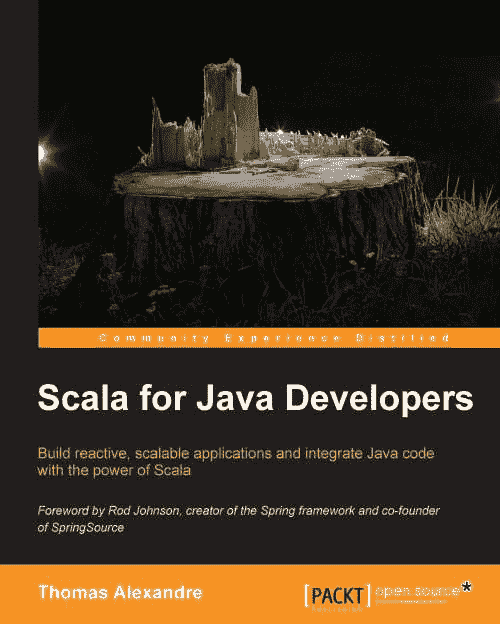 Community Experience Distilled
Scala for Java Developers
Build reactive, scalable applications and integrate Java code
with the power of Scala
Foreword by Rod Johnson, creator of the Spring framework and co-founder
of SpringSource
Thomas Alexandre
[PACKT] open source*